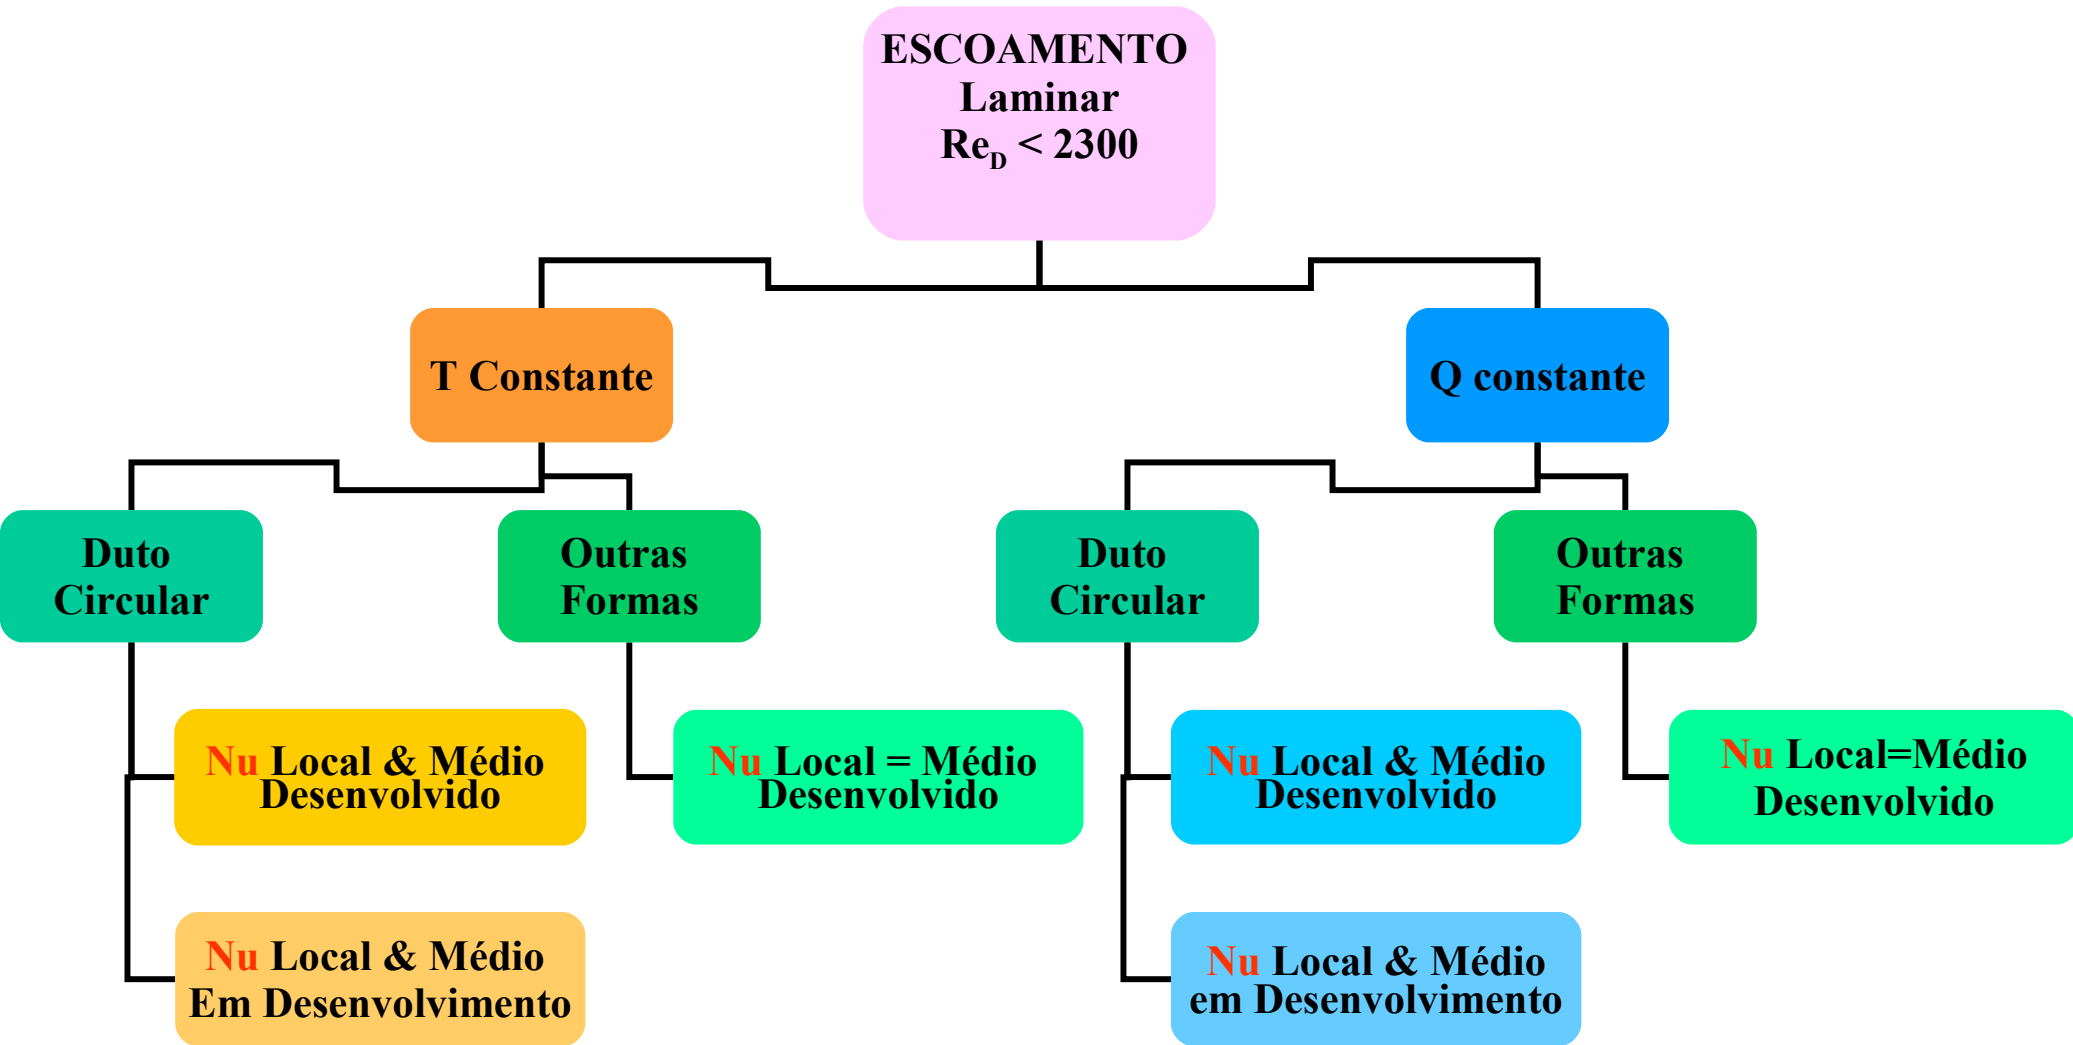 ESCOAMENTO
Laminar
Re_D < 2300
T Constante
Q constante
Duto
Circular
Outras
Formas
Duto
Circular
Outras
Formas
Nu Local & Médio
Desenvolvido
Nu Local = Médio
Desenvolvido
Nu Local & Médio
Desenvolvido
Nu Local=Médio
Desenvolvido
Nu Local & Médio
Em Desenvolvimento
Nu Local & Médio
em Desenvolvimento